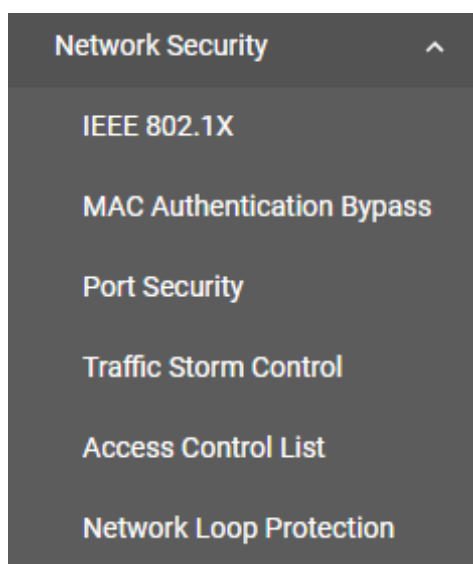 Network Security
IEEE 802.1X
MAC Authentication Bypass
Port Security
Traffic Storm Control
Access Control List
Network Loop Protection